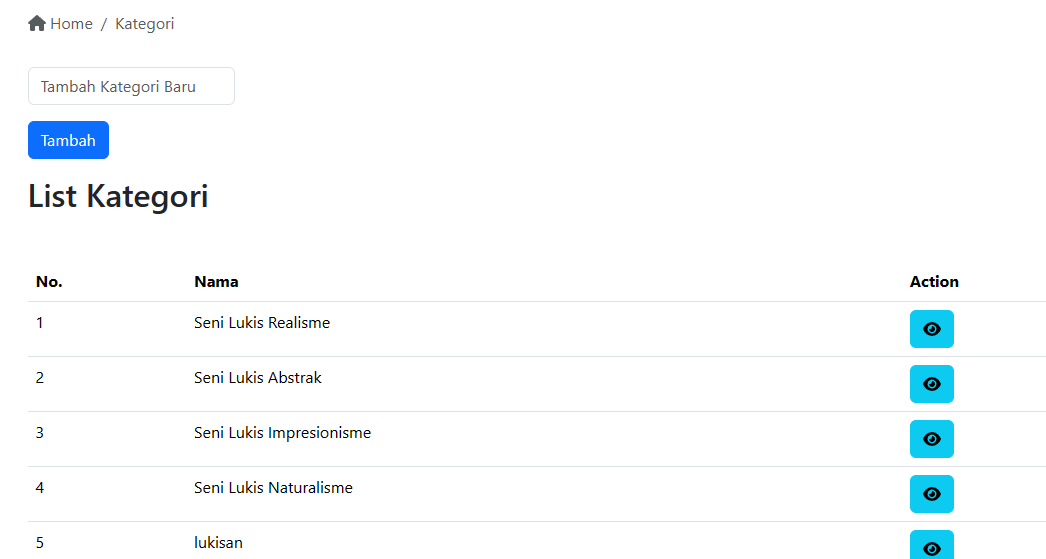 Home / Kategori
Tambah Kategori Baru
Tambah
List Kategori
No. Nama Action
1 Seni Lukis Realisme
2 Seni Lukis Abstrak
3 Seni Lukis Impresionisme
4 Seni Lukis Naturalisme
5 lukisan